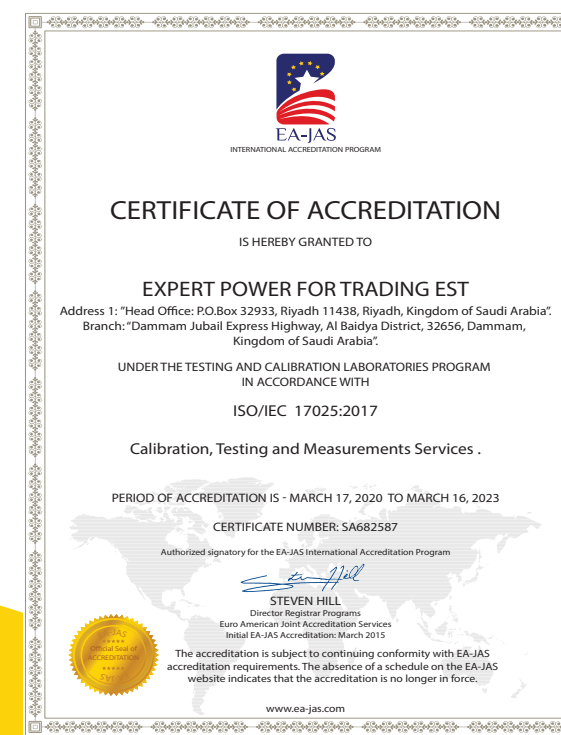 EA-JAS
INTERNATIONAL ACCREDITATION PROGRAM
CERTIFICATE OF ACCREDITATION
IS HEREBY GRANTED TO
EXPERT POWER FOR TRADING EST
Address 1: "Head Office: P.O.Box 32933, Riyadh 11438, Riyadh, Kingdom of Saudi Arabia".
Branch: "Dammam Jubail Express Highway, Al Baidya District, 32656, Dammam,
Kingdom of Saudi Arabia".
UNDER THE TESTING AND CALIBRATION LABORATORIES PROGRAM
IN ACCORDANCE WITH
ISO/IEC 17025:2017
Calibration, Testing and Measurements Services .
PERIOD OF ACCREDITATION IS - MARCH 17, 2020 TO MARCH 16, 2023
CERTIFICATE NUMBER: SA682587
Authorized signatory for the EA-JAS International Accreditation Program
Steven Hill
STEVEN HILL
Director Registrar Programs
Euro American Joint Accreditation Services
Initial EA-JAS Accreditation: March 2015
EA-JAS
Official Seal of
ACCREDITATION
EA-JAS
The accreditation is subject to continuing conformity with EA-JAS
accreditation requirements. The absence of a schedule on the EA-JAS
website indicates that the accreditation is no longer in force.
www.ea-jas.com